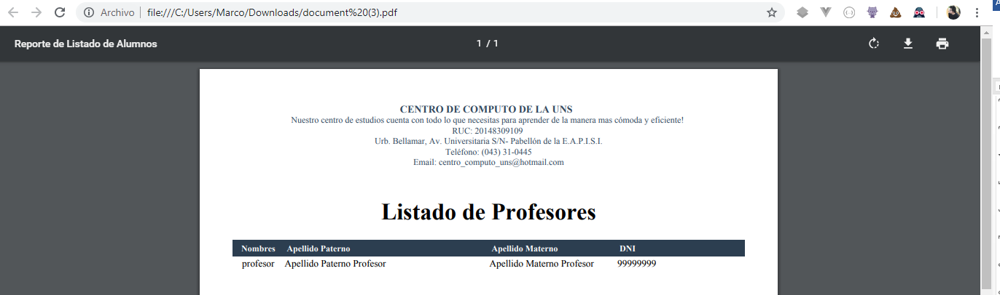 Archivo file:///C:/Users/Marco/Downloads/document%20(3).pdf
Reporte de Listado de Alumnos 1 / 1
CENTRO DE COMPUTO DE LA UNS
Nuestro centro de estudios cuenta con todo lo que necesitas para aprender de la manera mas cómoda y eficiente!
RUC: 20148309109
Urb. Bellamar, Av. Universitaria S/N- Pabellón de la E.A.P.I.S.I.
Teléfono: (043) 31-0445
Email: centro_computo_uns@hotmail.com
Listado de Profesores
Nombres Apellido Paterno Apellido Materno DNI
profesor Apellido Paterno Profesor Apellido Materno Profesor 99999999